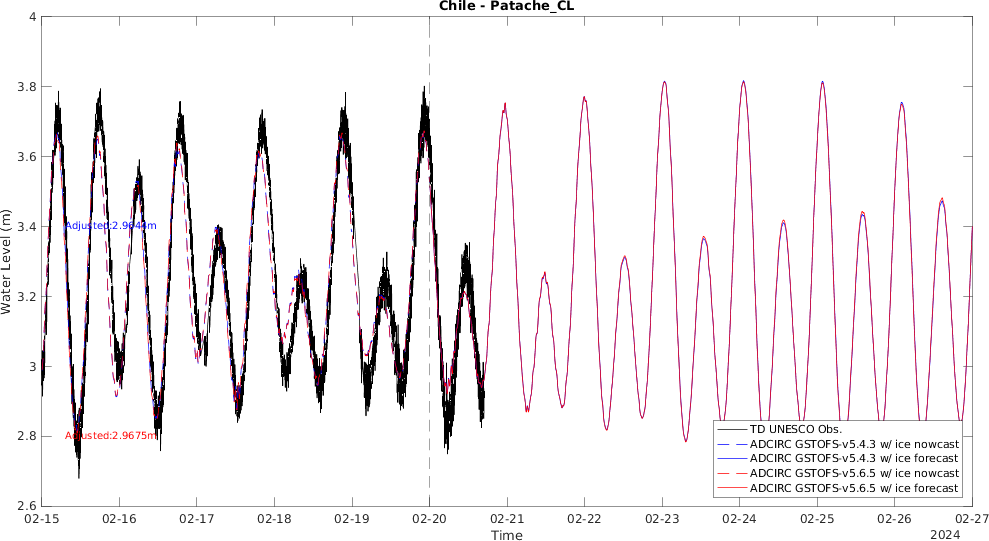 Chile - Patache_CL
4
3.8
3.6
3.4
3.2
3
2.8
2.6
Water Level (m)
Adjusted:2.9675m
TD UNESCO Obs.
ADCIRC GSTOFS-v5.4.3 w/ ice nowcast
ADCIRC GSTOFS-v5.4.3 w/ ice forecast
ADCIRC GSTOFS-v5.6.5 w/ ice nowcast
ADCIRC GSTOFS-v5.6.5 w/ ice forecast
02-15 02-16 02-17 02-18 02-19 02-20 02-21 02-22 02-23 02-24 02-25 02-26 02-27
Time
2024